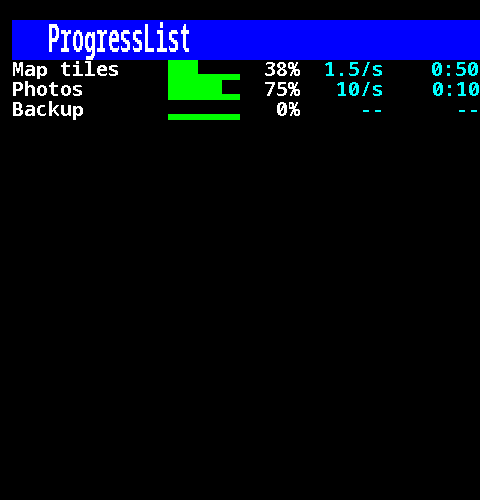 ProgressList
Map tiles 38% 1.5/s 0:50
Photos 75% 10/s 0:10
Backup 0% -- --